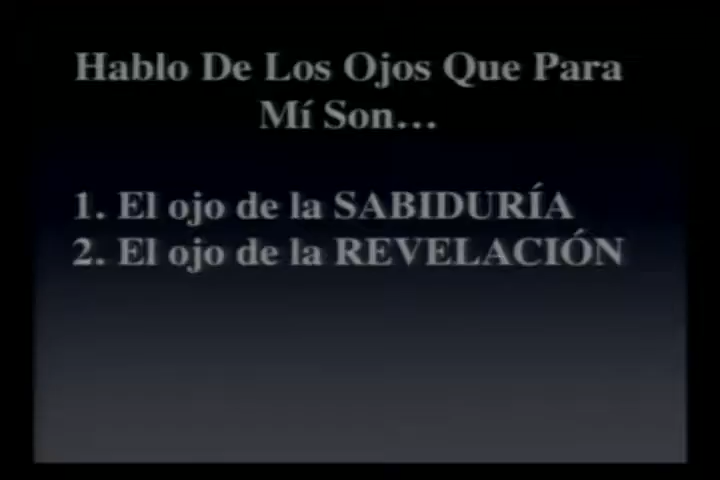 Hablo De Los Ojos Que Para
Mí Son…
1. El ojo de la SABIDURÍA
2. El ojo de la REVELACIÓN